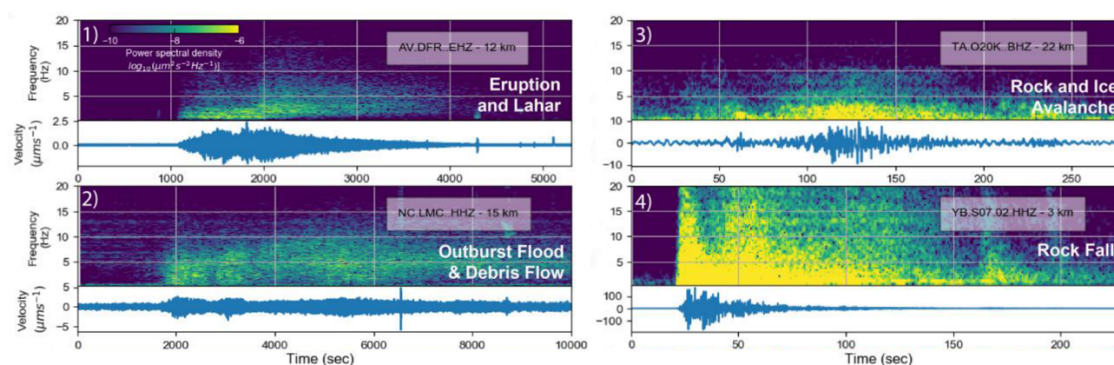 1)
20
15
10
5
Frequency
(Hz)
−10
−8
−6
Power spectral density
log₁₀(μm²s⁻²Hz⁻¹)]
AV.DFR..EHZ - 12 km
Eruption
and Lahar
2.5
0.0
Velocity
(μms⁻¹)
0
1000
2000
3000
4000
5000
2)
20
15
10
5
Frequency
(Hz)
NC.LMC..HHZ - 15 km
Outburst Flood
& Debris Flow
5
0
−5
Velocity
(μms⁻¹)
0
2000
4000
6000
8000
10000
Time (sec)
3)
20
15
10
5
TA.O20K..BHZ - 22 km
Rock and Ice
Avalanche
10
0
−10
0
50
100
150
200
250
4)
20
15
10
5
YB.S07.02.HHZ - 3 km
Rock Fall
100
0
−100
0
50
100
150
200
Time (sec)